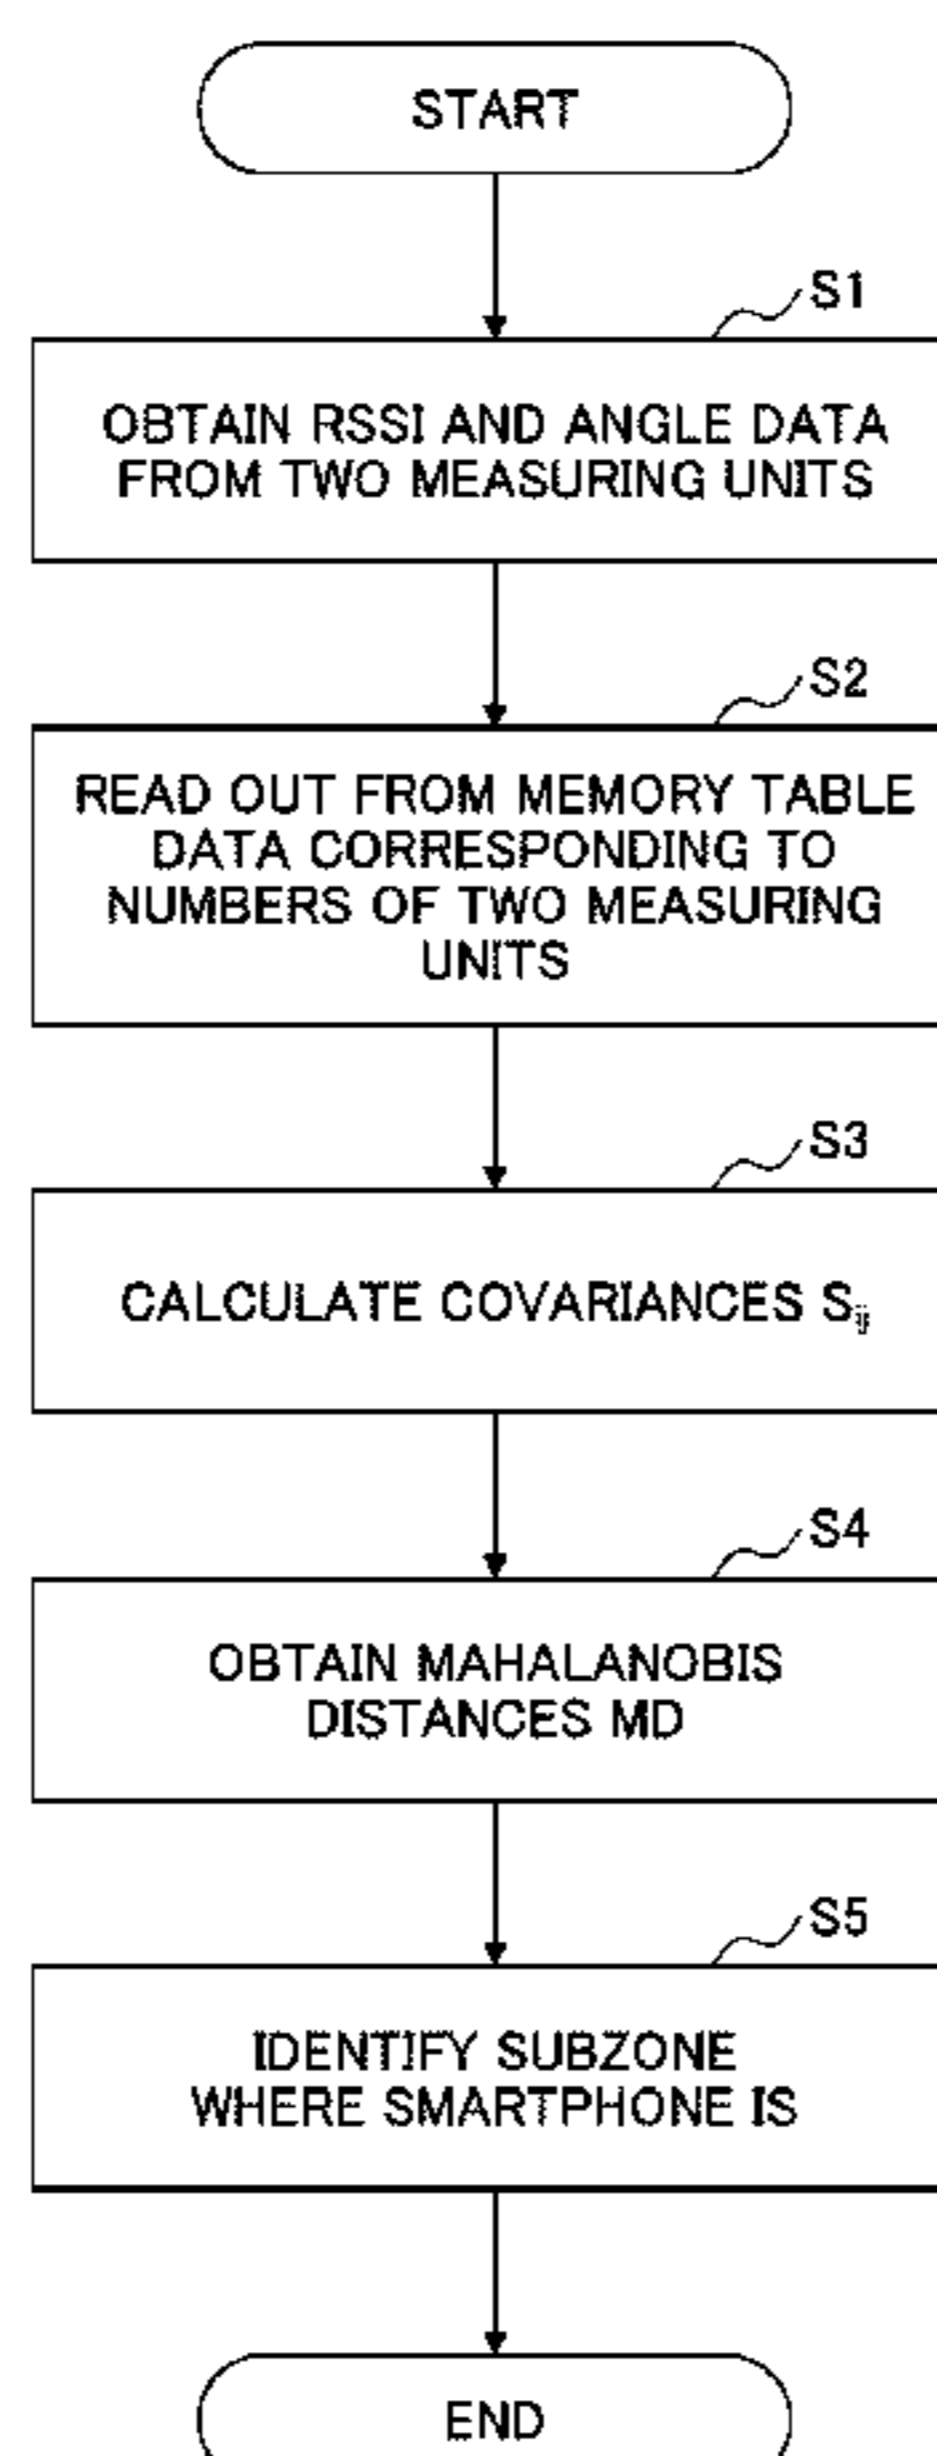 START
S1
OBTAIN RSSI AND ANGLE DATA
FROM TWO MEASURING UNITS
S2
READ OUT FROM MEMORY TABLE
DATA CORRESPONDING TO
NUMBERS OF TWO MEASURING
UNITS
S3
CALCULATE COVARIANCES Sij
S4
OBTAIN MAHALANOBIS
DISTANCES MD
S5
IDENTIFY SUBZONE
WHERE SMARTPHONE IS
END